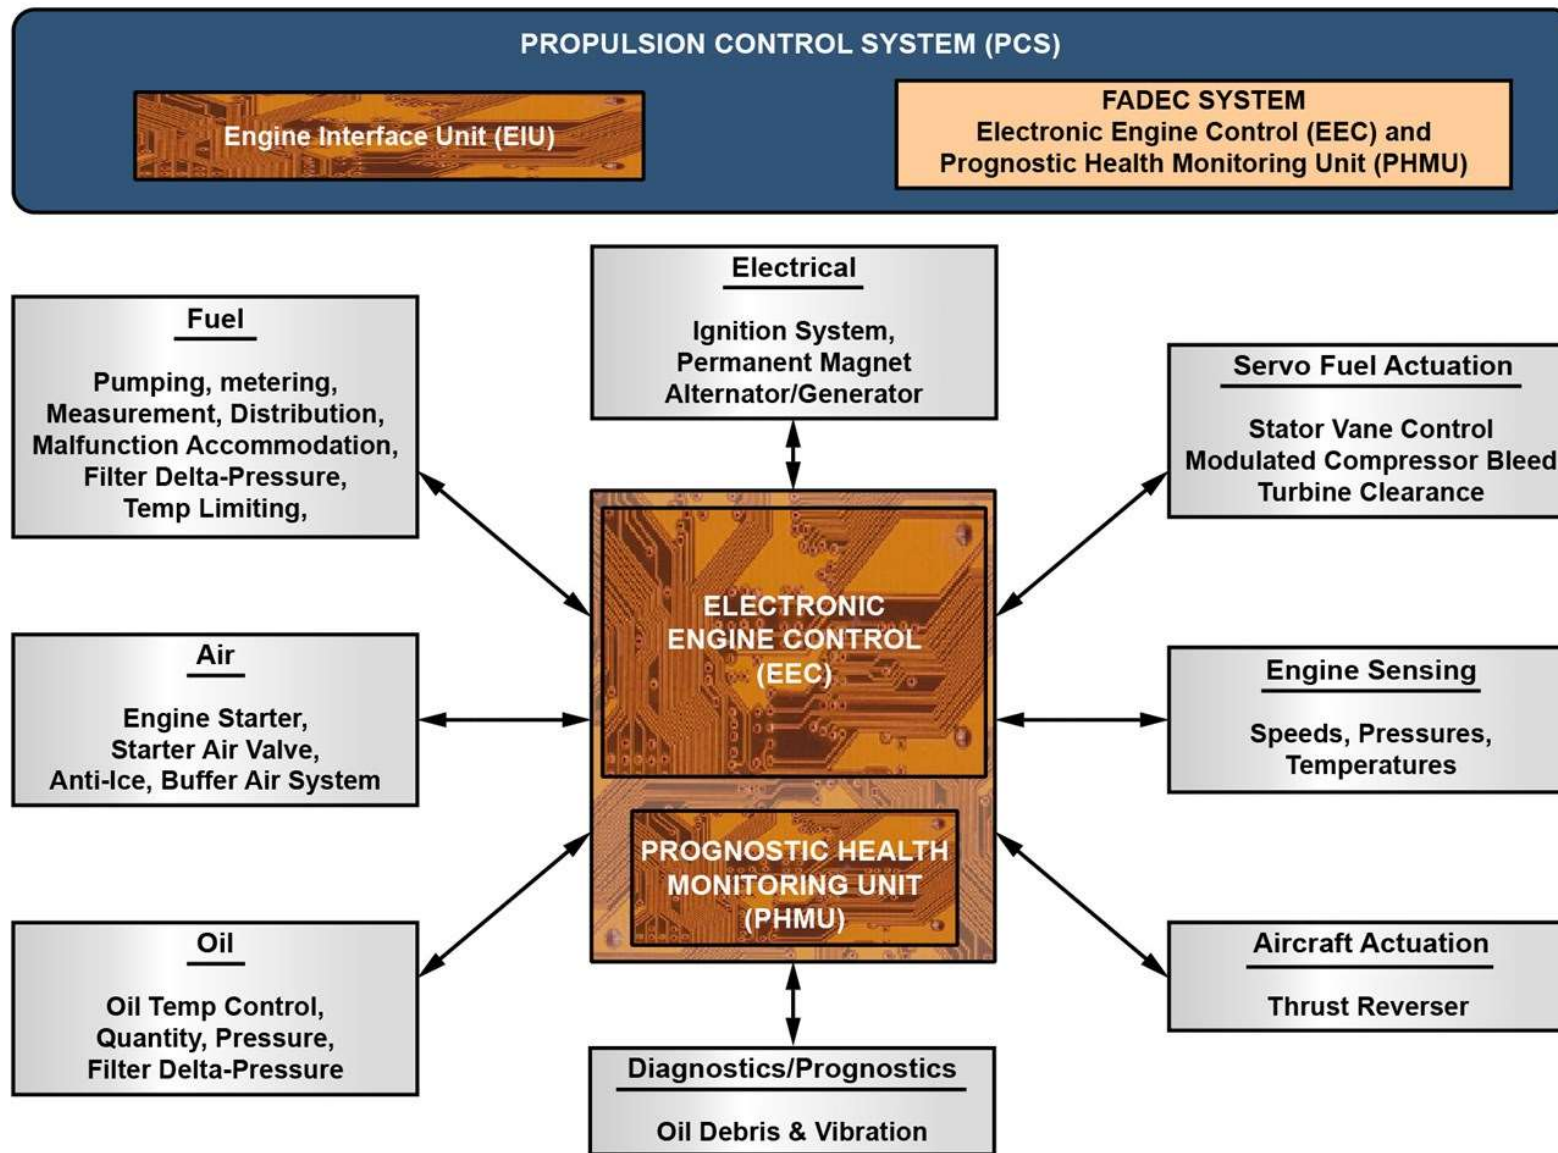 PROPULSION CONTROL SYSTEM (PCS)
Engine Interface Unit (EIU)
FADEC SYSTEM
Electronic Engine Control (EEC) and
Prognostic Health Monitoring Unit (PHMU)
Electrical
Ignition System,
Permanent Magnet
Alternator/Generator
Fuel
Pumping, metering,
Measurement, Distribution,
Malfunction Accommodation,
Filter Delta-Pressure,
Temp Limiting,
Servo Fuel Actuation
Stator Vane Control
Modulated Compressor Bleed
Turbine Clearance
ELECTRONIC
ENGINE CONTROL
(EEC)
Air
Engine Starter,
Starter Air Valve,
Anti-Ice, Buffer Air System
Engine Sensing
Speeds, Pressures,
Temperatures
PROGNOSTIC HEALTH
MONITORING UNIT
(PHMU)
Oil
Oil Temp Control,
Quantity, Pressure,
Filter Delta-Pressure
Aircraft Actuation
Thrust Reverser
Diagnostics/Prognostics
Oil Debris & Vibration